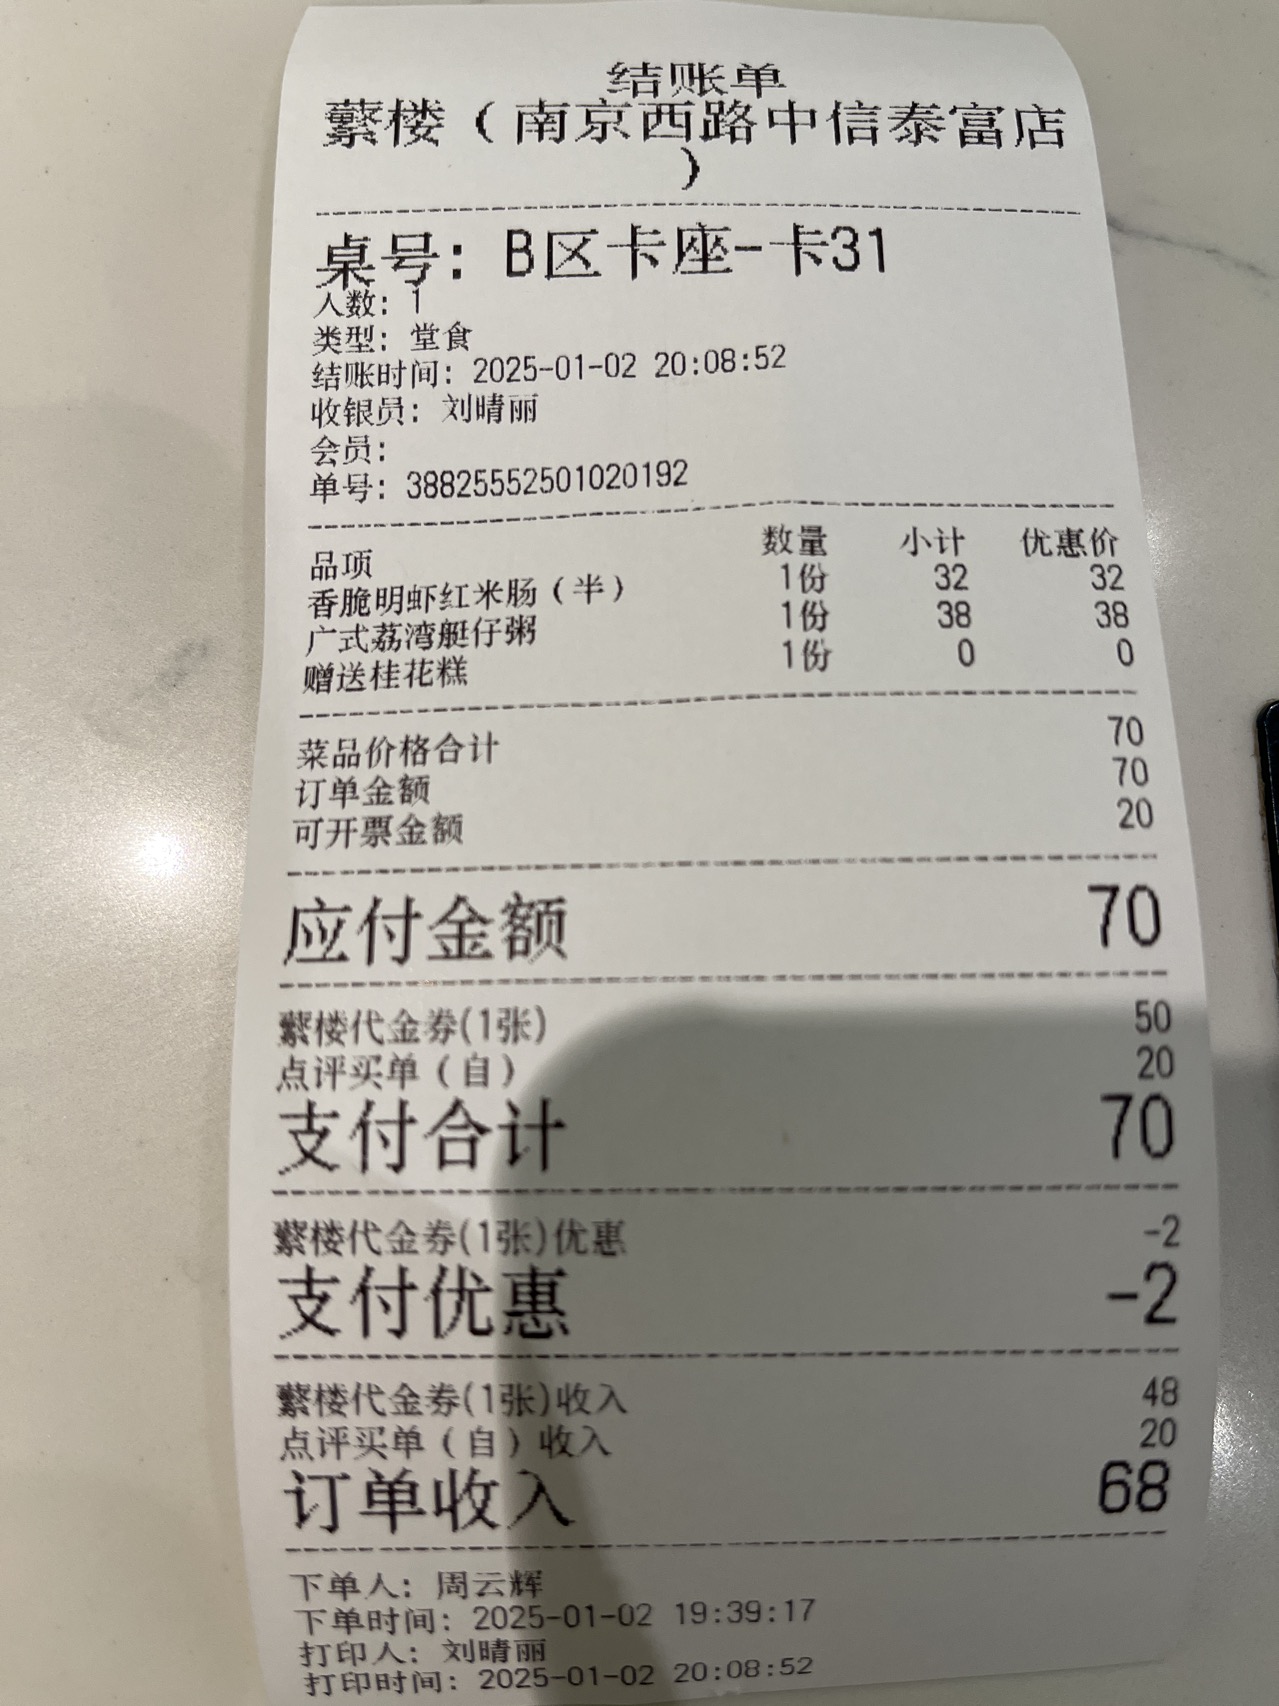 结账单
蘩楼（南京西路中信泰富店
）
桌号：B区卡座-卡31
人数：1
类型：堂食
结账时间：2025-01-02 20:08:52
收银员：刘晴丽
会员：
单号：38825552501020192
品项 数量 小计 优惠价
香脆明虾红米肠（半） 1份 32 32
广式荔湾艇仔粥 1份 38 38
赠送桂花糕 1份 0 0
菜品价格合计 70
订单金额 70
可开票金额 20
应付金额 70
蘩楼代金券(1张) 50
点评买单（自） 20
支付合计 70
蘩楼代金券(1张)优惠 -2
支付优惠 -2
蘩楼代金券(1张)收入 48
点评买单（自）收入 20
订单收入 68
下单人：周云辉
下单时间：2025-01-02 19:39:17
打印人：刘晴丽
打印时间：2025-01-02 20:08:52